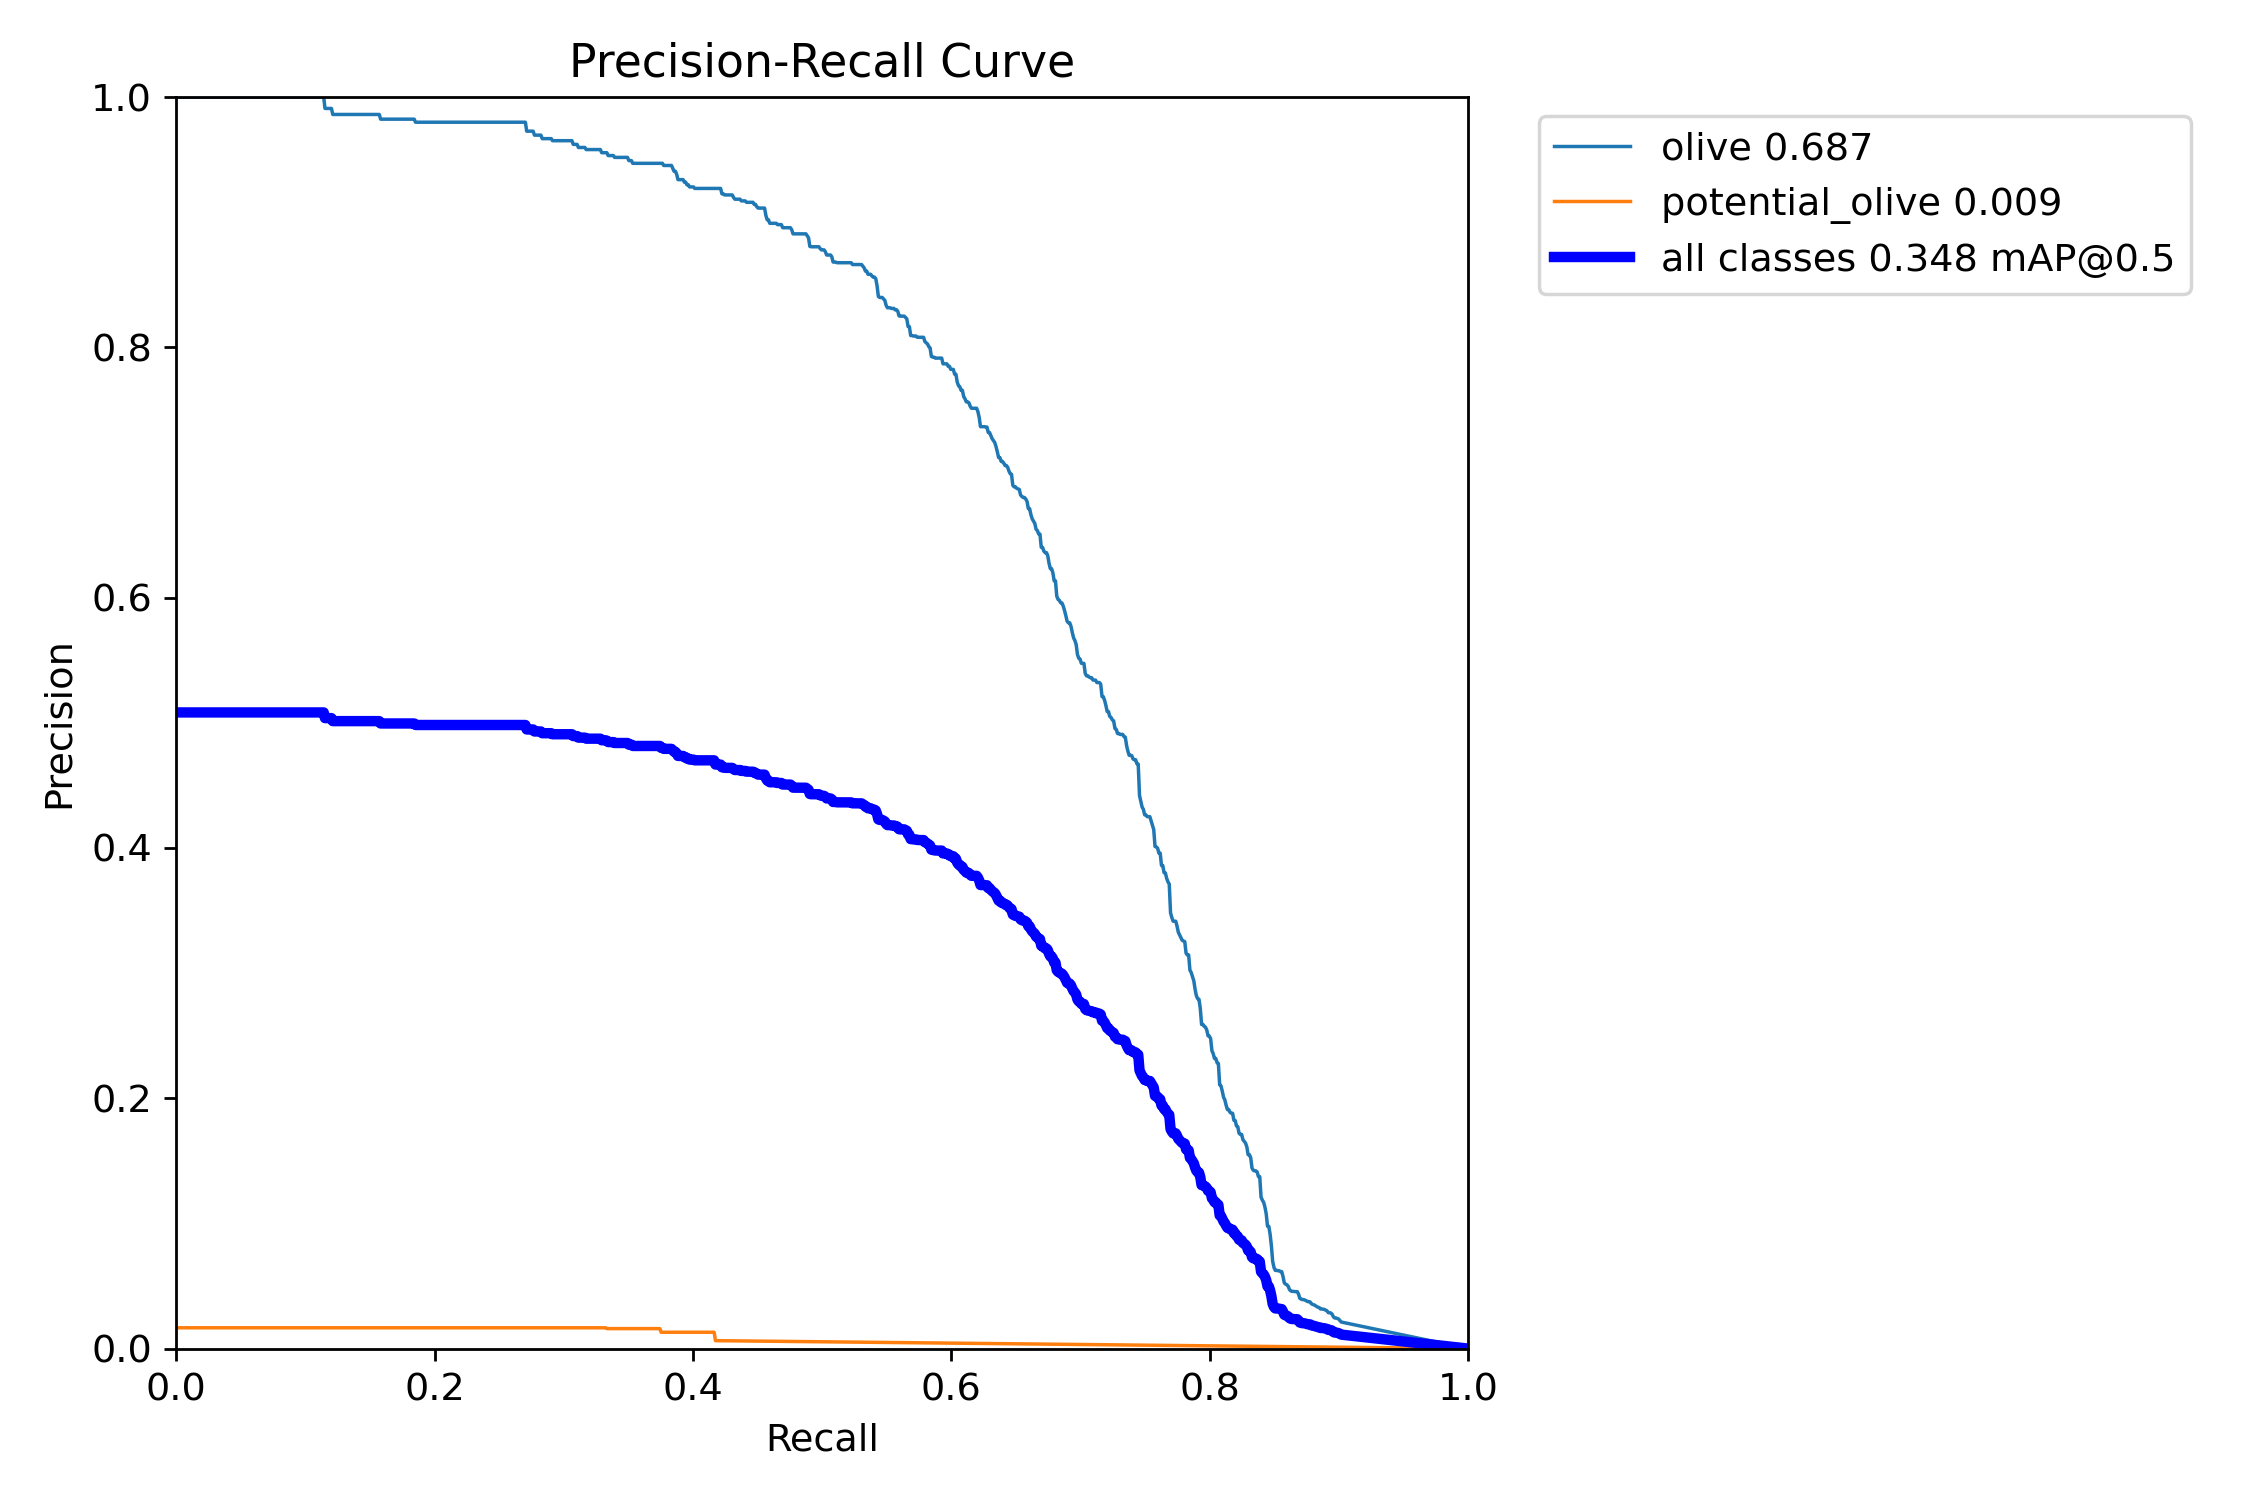 Precision-Recall Curve
1.0
0.8
0.6
0.4
0.2
0.0
Precision
0.0 0.2 0.4 0.6 0.8 1.0
Recall
olive 0.687
potential_olive 0.009
all classes 0.348 mAP@0.5